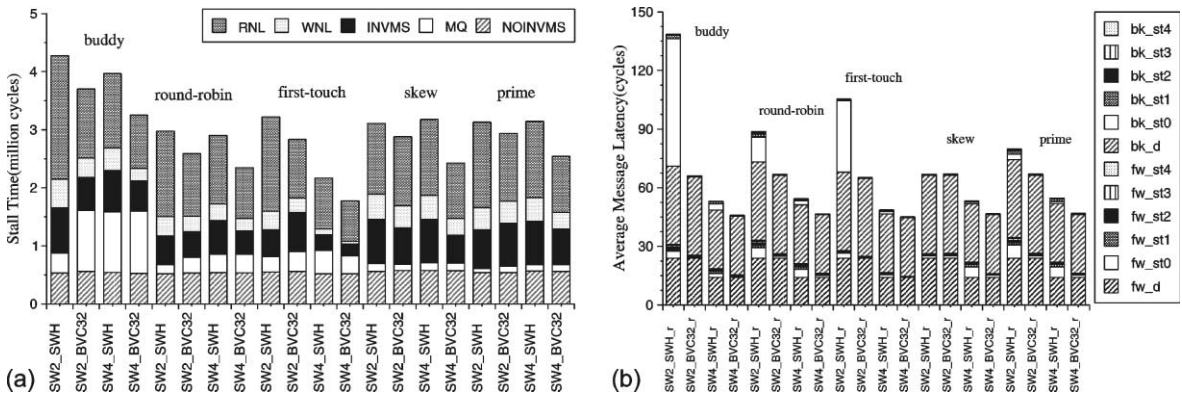 (a)
Stall Time(million cycles)
5
4
3
2
1
0
RNL WNL INVMS MQ NOINVMS
buddy
round-robin
first-touch
skew
prime
SW2_SWH
SW2_BVC32
SW4_SWH
SW4_BVC32
SW2_SWH
SW2_BVC32
SW4_SWH
SW4_BVC32
SW2_SWH
SW2_BVC32
SW4_SWH
SW4_BVC32
SW2_SWH
SW2_BVC32
SW4_SWH
SW4_BVC32
SW2_SWH
SW2_BVC32
SW4_SWH
SW4_BVC32
(b)
Average Message Latency(cycles)
150
120
90
60
30
0
buddy
round-robin
first-touch
skew
prime
SW2_SWH_r
SW2_BVC32_r
SW4_SWH_r
SW4_BVC32_r
SW2_SWH_r
SW2_BVC32_r
SW4_SWH_r
SW4_BVC32_r
SW2_SWH_r
SW2_BVC32_r
SW4_SWH_r
SW4_BVC32_r
SW2_SWH_r
SW2_BVC32_r
SW4_SWH_r
SW4_BVC32_r
SW2_SWH_r
SW2_BVC32_r
SW4_SWH_r
SW4_BVC32_r
bk_st4
bk_st3
bk_st2
bk_st1
bk_st0
bk_d
fw_st4
fw_st3
fw_st2
fw_st1
fw_st0
fw_d